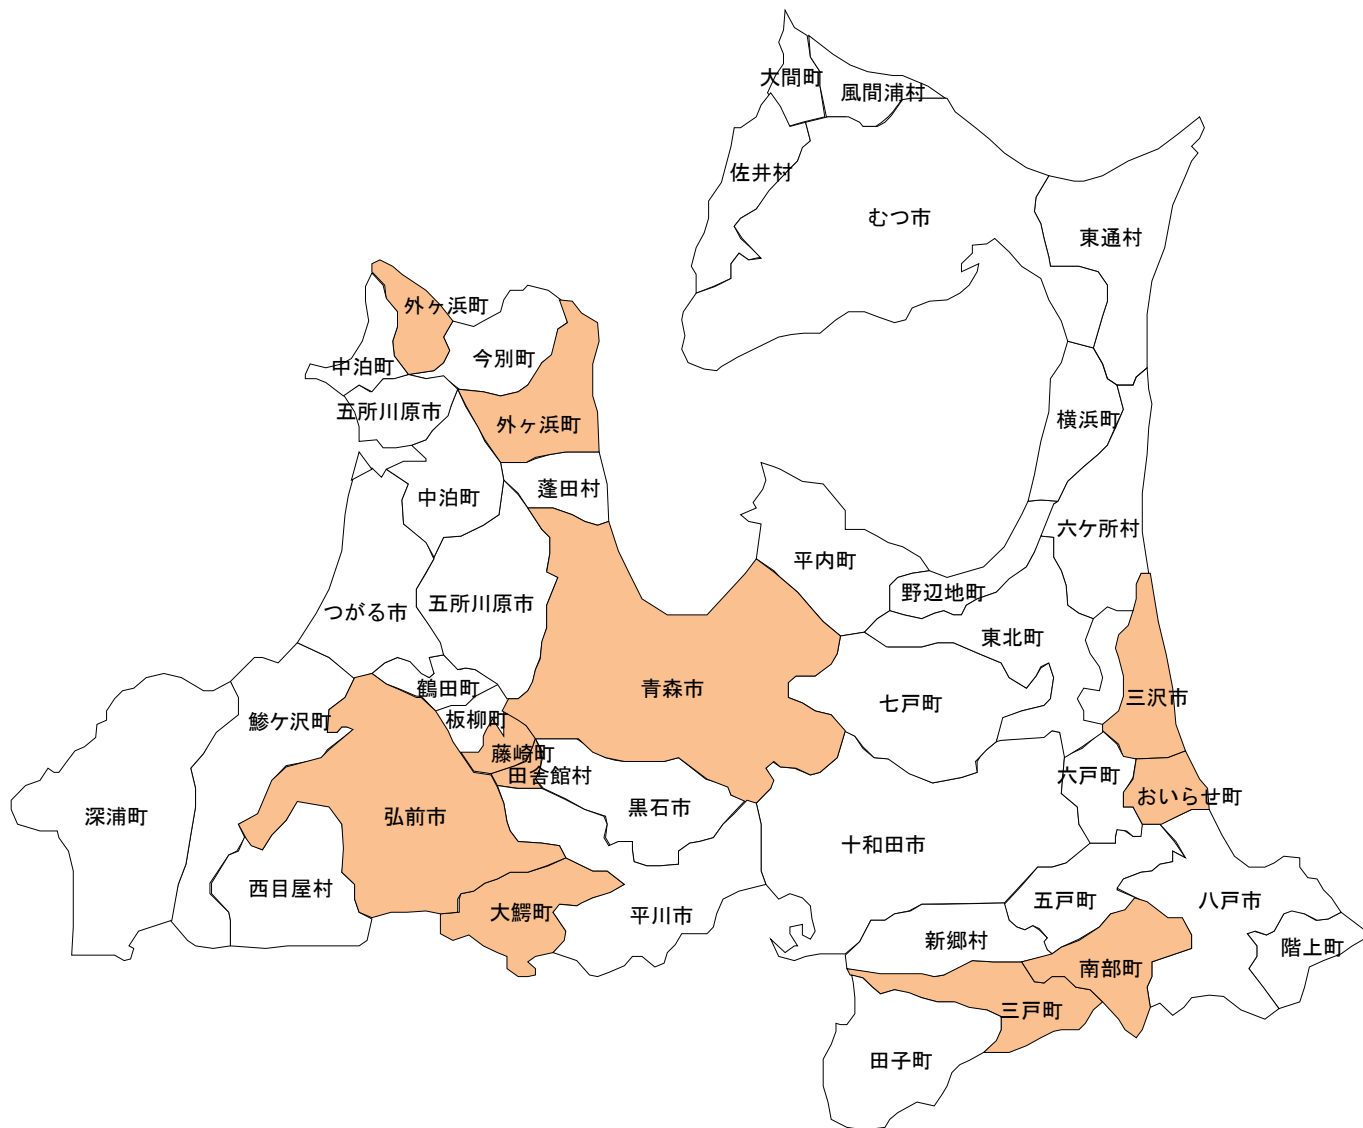 大間町
風間浦村
佐井村
むつ市
東通村
外ヶ浜町
今別町
中泊町
五所川原市
外ヶ浜町
横浜町
蓬田村
中泊町
六ケ所村
平内町
野辺地町
五所川原市
つがる市
東北町
鶴田町
青森市
三沢市
七戸町
板柳町
鰺ケ沢町
藤崎町
田舎館村
六戸町
おいらせ町
黒石市
深浦町
弘前市
十和田市
西目屋村
大鰐町
平川市
五戸町
八戸市
新郷村
階上町
南部町
三戸町
田子町